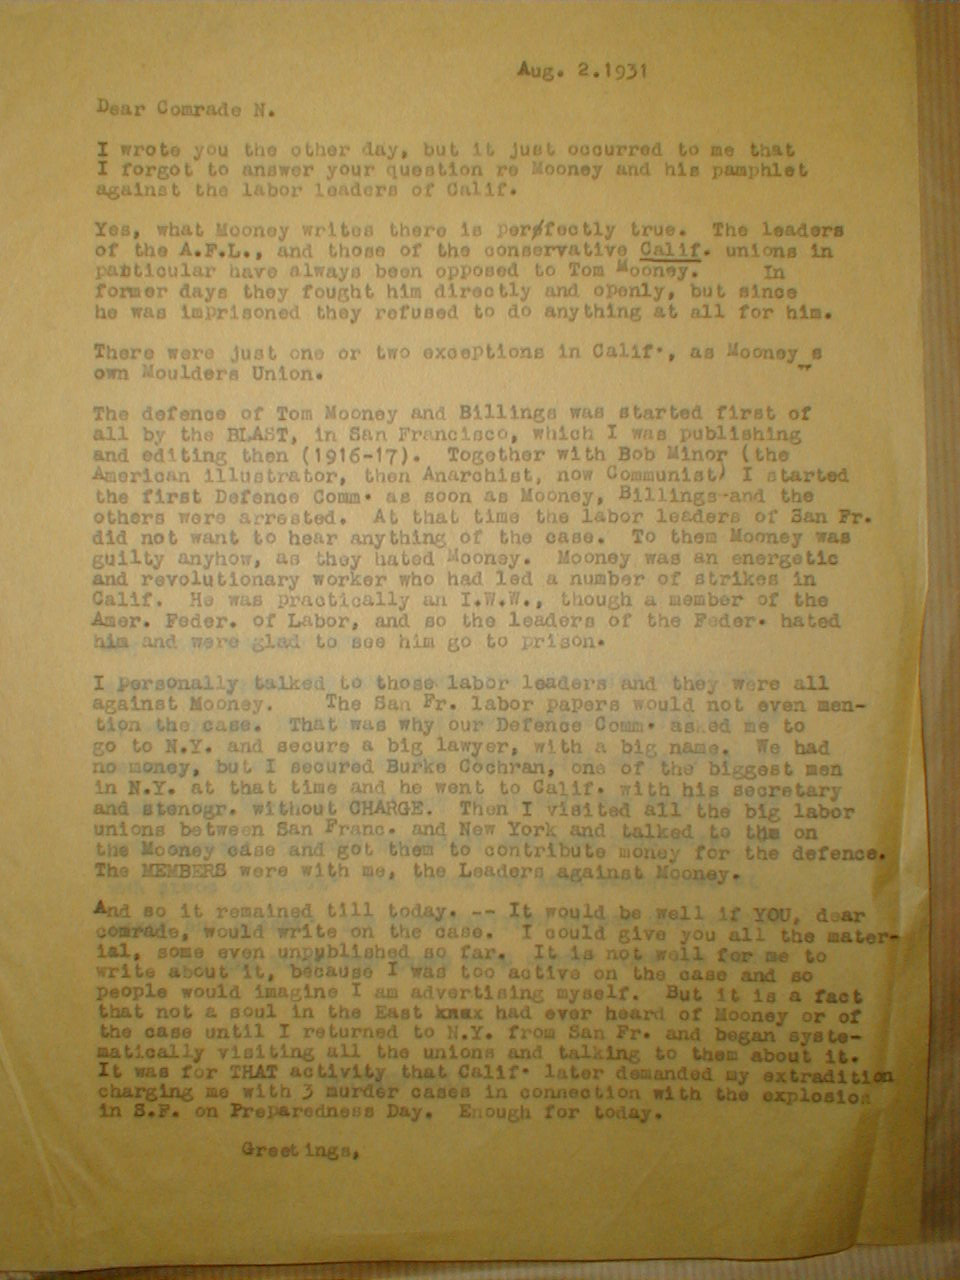 Aug. 2.1931
Dear Comrade N.
I wrote you the other day, but it just occurred to me that
I forgot to answer your question re Mooney and his pamphlet
against the labor leaders of Calif.
Yes, what Mooney writes there is perfectly true. The leaders
of the A.F.L., and those of the conservative Calif. unions in
particular have always been opposed to Tom Mooney. In
former days they fought him directly and openly, but since
he was imprisoned they refused to do anything at all for him.
There were just one or two exceptions in Calif., as Mooney s
own Moulders Union.
The defence of Tom Mooney and Billings was started first of
all by the BLAST, in San Francisco, which I was publishing
and editing then (1916-17). Together with Bob Minor (the
American illustrator, then Anarchist, now Communist) I started
the first Defence Comm. as soon as Mooney, Billings and the
others were arrested. At that time the labor leaders of San Fr.
did not want to hear anything of the case. To them Mooney was
guilty anyhow, as they hated Mooney. Mooney was an energetic
and revolutionary worker who had led a number of strikes in
Calif. He was practically an I.W.W., though a member of the
Amer. Feder. of Labor, and so the leaders of the Feder. hated
him and were glad to see him go to prison.
I personally talked to those labor leaders and they were all
against Mooney. The San Fr. labor papers would not even men-
tion the case. That was why our Defence Comm. asked me to
go to N.Y. and secure a big lawyer, with a big name. We had
no money, but I secured Burke Cochran, one of the biggest men
in N.Y. at that time and he went to Calif. with his secretary
and stenogr. without CHARGE. Then I visited all the big labor
unions between San Franc. and New York and talked to thm on
the Mooney case and got them to contribute money for the defence.
The MEMBERS were with me, the Leaders against Mooney.
And so it remained till today. -- It would be well if YOU, dear
comrade, would write on the case. I could give you all the mater-
ial, some even unpublished so far. It is not well for me to
write about it, because I was too active on the case and so
people would imagine I am advertising myself. But it is a fact
that not a soul in the East had ever heard of Mooney or of
the case until I returned to N.Y. from San Fr. and began syste-
matically visiting all the unions and talking to them about it.
It was for THAT activity that Calif. later demanded my extradition
charging me with 3 murder cases in connection with the explosion
in S.F. on Preparedness Day. Enough for today.
Greetings,